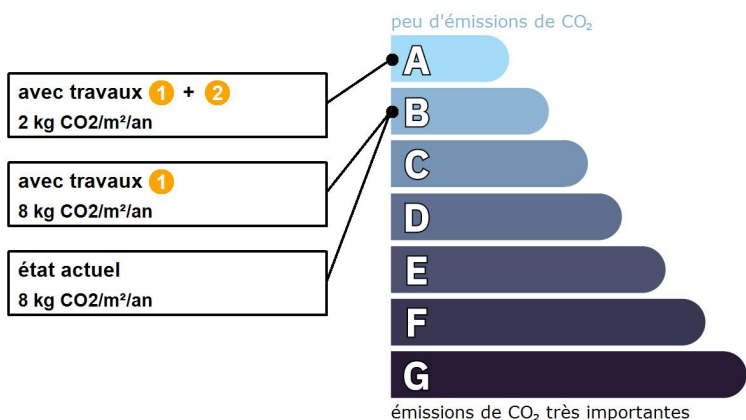 peu d'émissions de CO₂
avec travaux 1 + 2
2 kg CO2/m²/an
avec travaux 1
8 kg CO2/m²/an
état actuel
8 kg CO2/m²/an
A
B
C
D
E
F
G
émissions de CO₂ très importantes